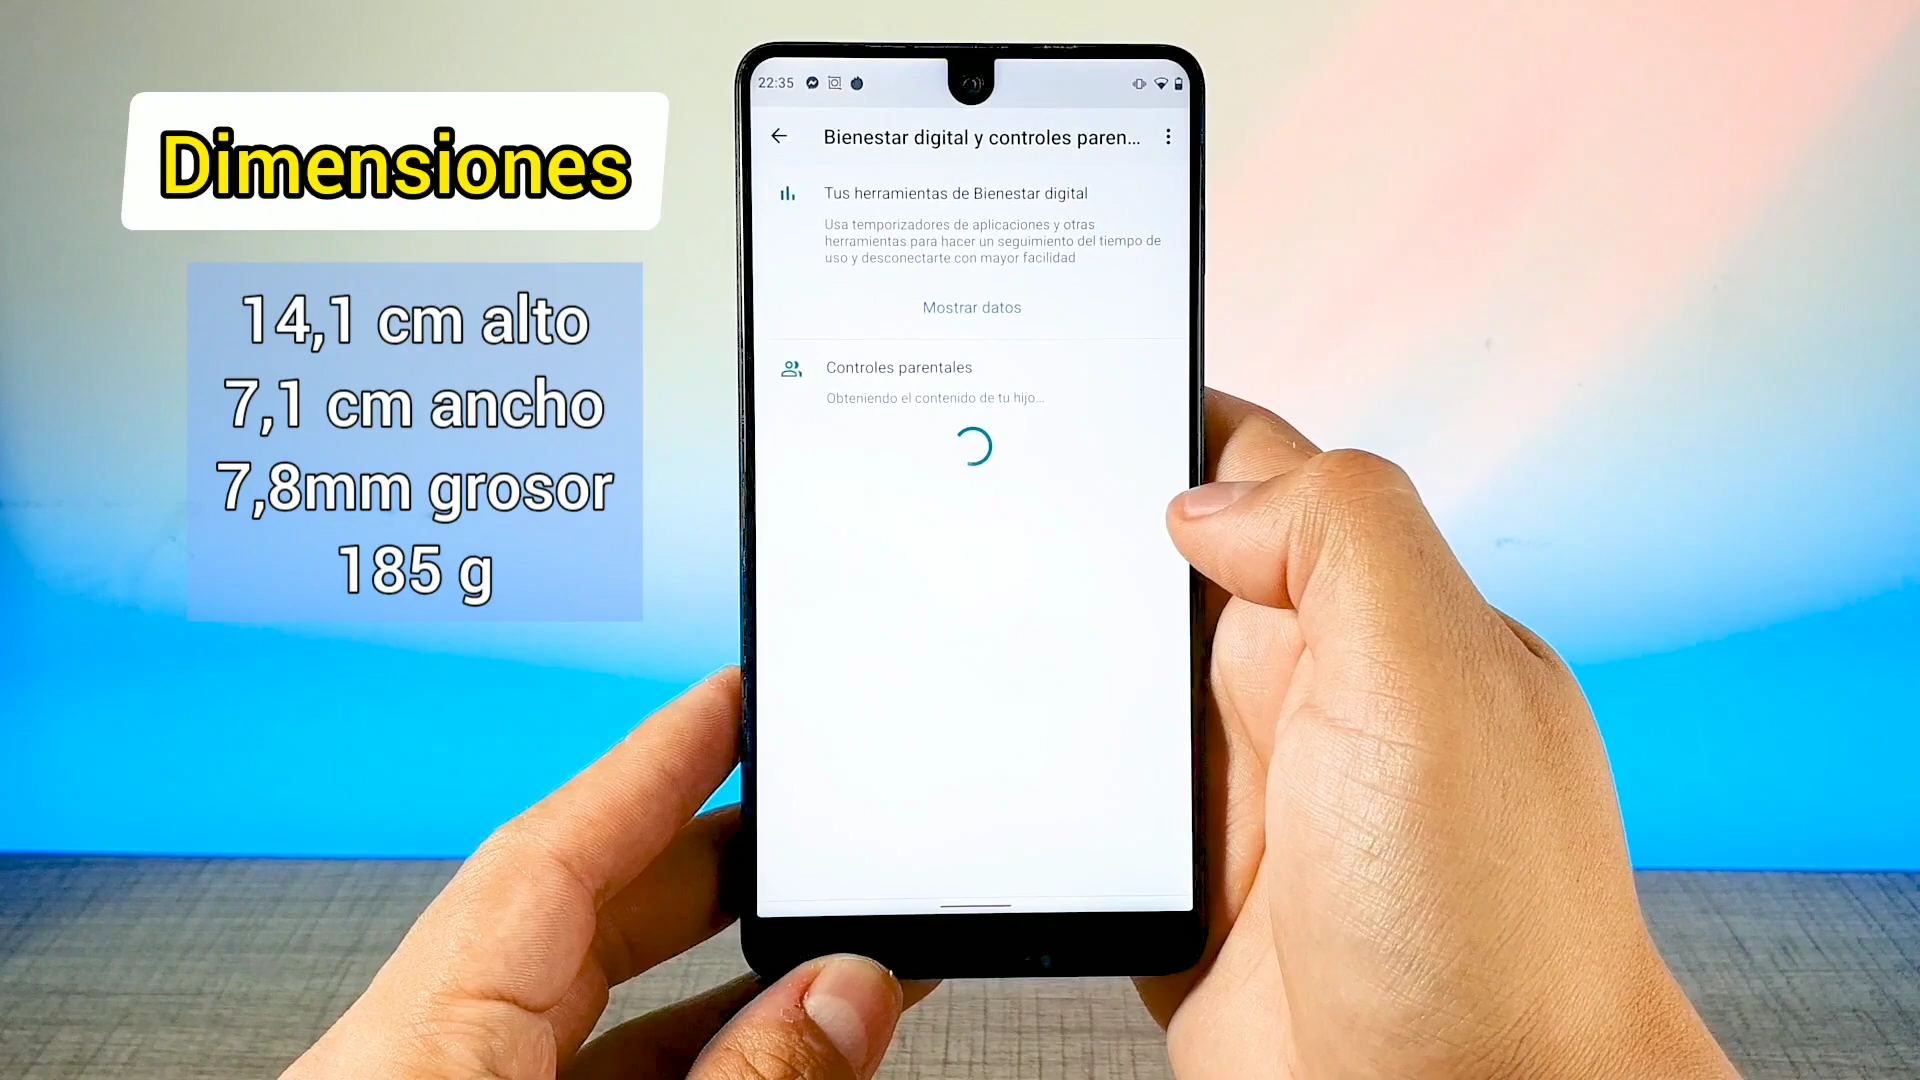 Dimensiones
14,1 cm alto
7,1 cm ancho
7,8mm grosor
185 g
22:35
Bienestar digital y controles paren...
Tus herramientas de Bienestar digital
Usa temporizadores de aplicaciones y otras
herramientas para hacer un seguimiento del tiempo de
uso y desconectarte con mayor facilidad
Mostrar datos
Controles parentales
Obteniendo el contenido de tu hijo...